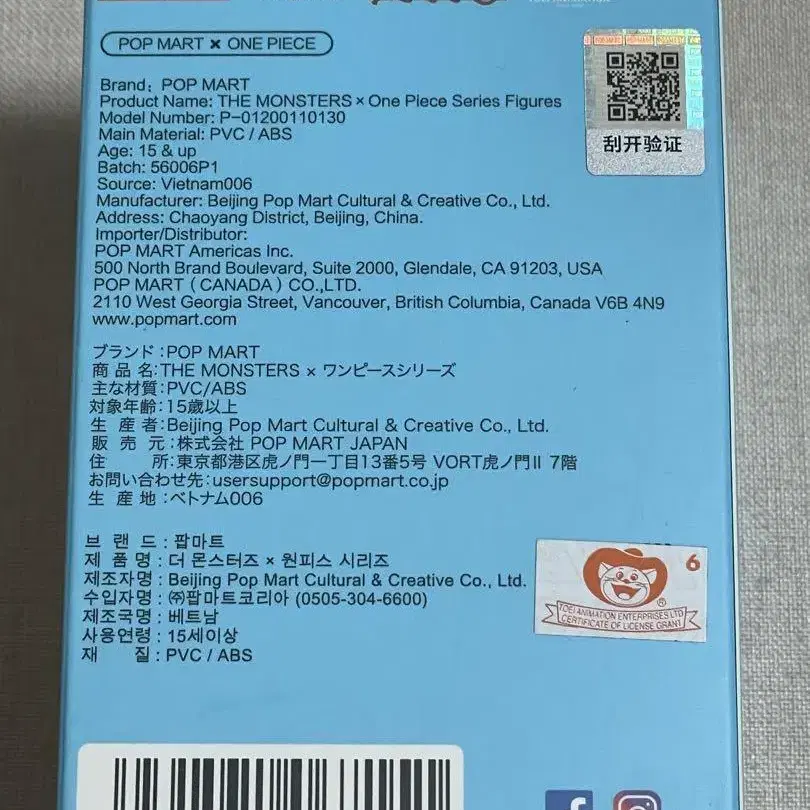 POP MART × ONE PIECE
刮开验证
Brand: POP MART
Product Name: THE MONSTERS × One Piece Series Figures
Model Number: P-01200110130
Main Material: PVC / ABS
Age: 15 & up
Batch: 56006P1
Source: Vietnam006
Manufacturer: Beijing Pop Mart Cultural & Creative Co., Ltd.
Address: Chaoyang District, Beijing, China.
Importer/Distributor:
POP MART Americas Inc.
500 North Brand Boulevard, Suite 2000, Glendale, CA 91203, USA
POP MART (CANADA) CO.,LTD.
2110 West Georgia Street, Vancouver, British Columbia, Canada V6B 4N9
www.popmart.com
ブランド:POP MART
商品名:THE MONSTERS × ワンピースシリーズ
主な材質:PVC/ABS
対象年齢:15歳以上
生産者:Beijing Pop Mart Cultural & Creative Co., Ltd.
販売元:株式会社 POP MART JAPAN
住所:東京都港区虎ノ門一丁目13番5号 VORT虎ノ門II 7階
お問い合わせ先:usersupport@popmart.co.jp
生産地:ベトナム006
브랜드 : 팝마트
제품명 : 더 몬스터즈 × 원피스 시리즈
제조자명 : Beijing Pop Mart Cultural & Creative Co., Ltd.
수입자명 : ㈜팝마트코리아 (0505-304-6600)
제조국명 : 베트남
사용연령 : 15세이상
재질 : PVC / ABS
6
®
TOEI ANIMATION ENTERPRISES LTD
CERTIFICATE OF LICENSE GRANT